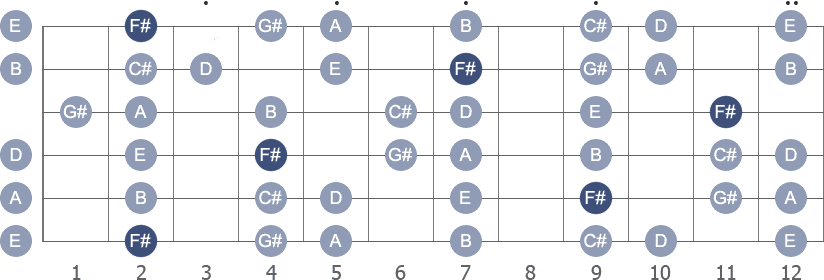 E F# G# A B C# D E
B C# D E F# G# A B
G# A B C# D E F#
D E F# G# A B C# D
A B C# D E F# G# A
E F# G# A B C# D E
1 2 3 4 5 6 7 8 9 10 11 12